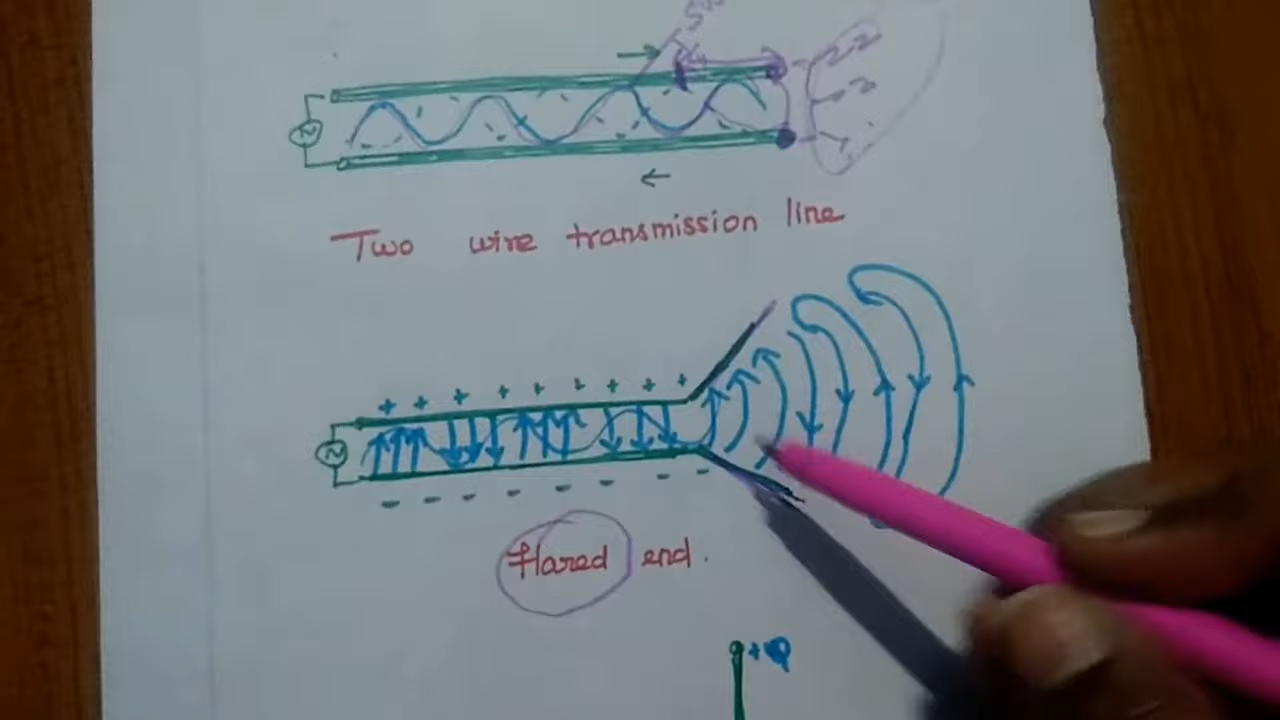 Two wire transmission line
+ + + + + + + + +
- - - - - - - -
flared end.
+Q